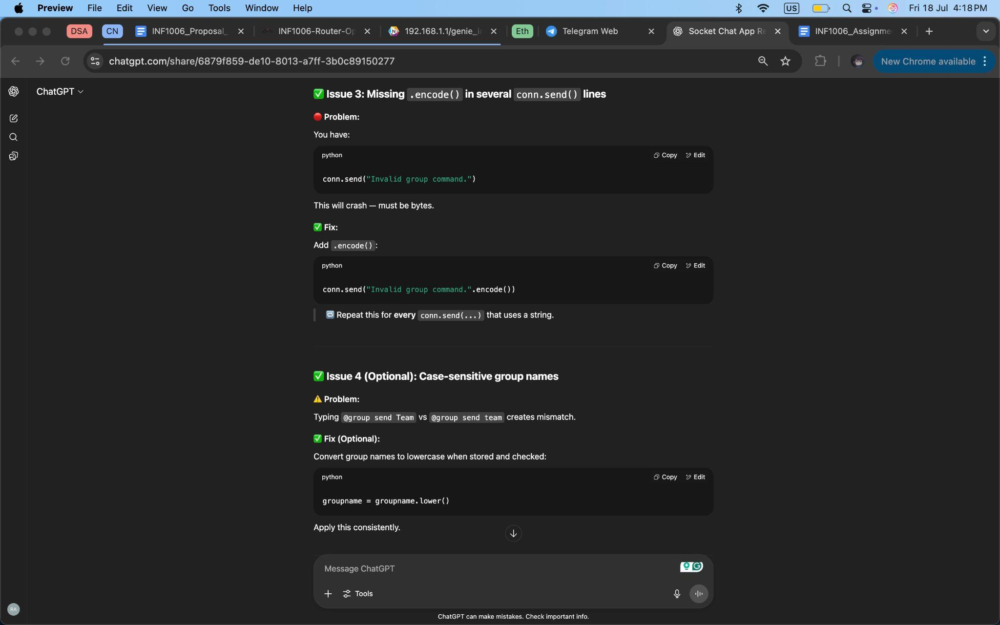 Preview File Edit View Go Tools Window Help US Fri 18 Jul 4:18 PM
DSA CN INF1006_Proposal_ INF1006-Router-Op 192.168.1.1/genie_i Eth Telegram Web Socket Chat App Re INF1006_Assignme
chatgpt.com/share/6879f859-de10-8013-a7ff-3b0c89150277 New Chrome available
ChatGPT
✅ Issue 3: Missing .encode() in several conn.send() lines
🔴 Problem:
You have:
python Copy Edit
conn.send("Invalid group command.")
This will crash — must be bytes.
✅ Fix:
Add .encode():
python Copy Edit
conn.send("Invalid group command.".encode())
🔁 Repeat this for every conn.send(...) that uses a string.
✅ Issue 4 (Optional): Case-sensitive group names
⚠️ Problem:
Typing @group send Team vs @group send team creates mismatch.
✅ Fix (Optional):
Convert group names to lowercase when stored and checked:
python Copy Edit
groupname = groupname.lower()
Apply this consistently.
Message ChatGPT
Tools
RA
ChatGPT can make mistakes. Check important info.